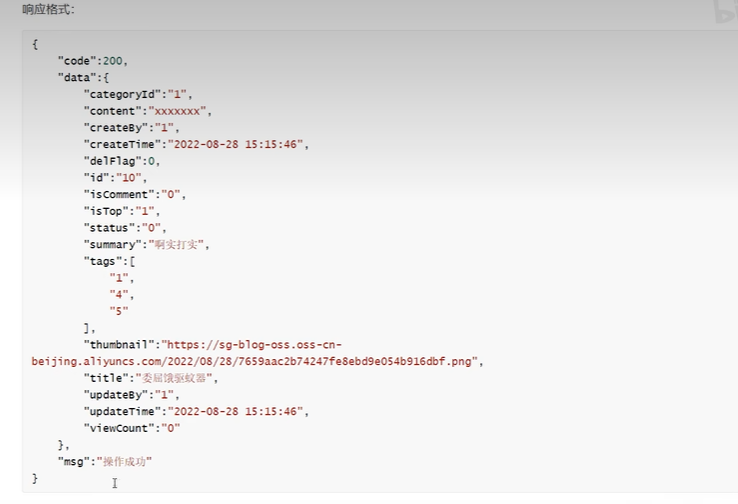 响应格式:
{
"code":200,
"data":{
"categoryId":"1",
"content":"xxxxxxx",
"createBy":"1",
"createTime":"2022-08-28 15:15:46",
"delFlag":0,
"id":"10",
"isComment":"0",
"isTop":"1",
"status":"0",
"summary":"啊实打实",
"tags":[
"1",
"4",
"5"
],
"thumbnail":"https://sg-blog-oss.oss-cn-
beijing.aliyuncs.com/2022/08/28/7659aac2b74247fe8ebd9e054b916dbf.png",
"title":"委屈饿驱蚊器",
"updateBy":"1",
"updateTime":"2022-08-28 15:15:46",
"viewCount":"0"
},
"msg":"操作成功"
}